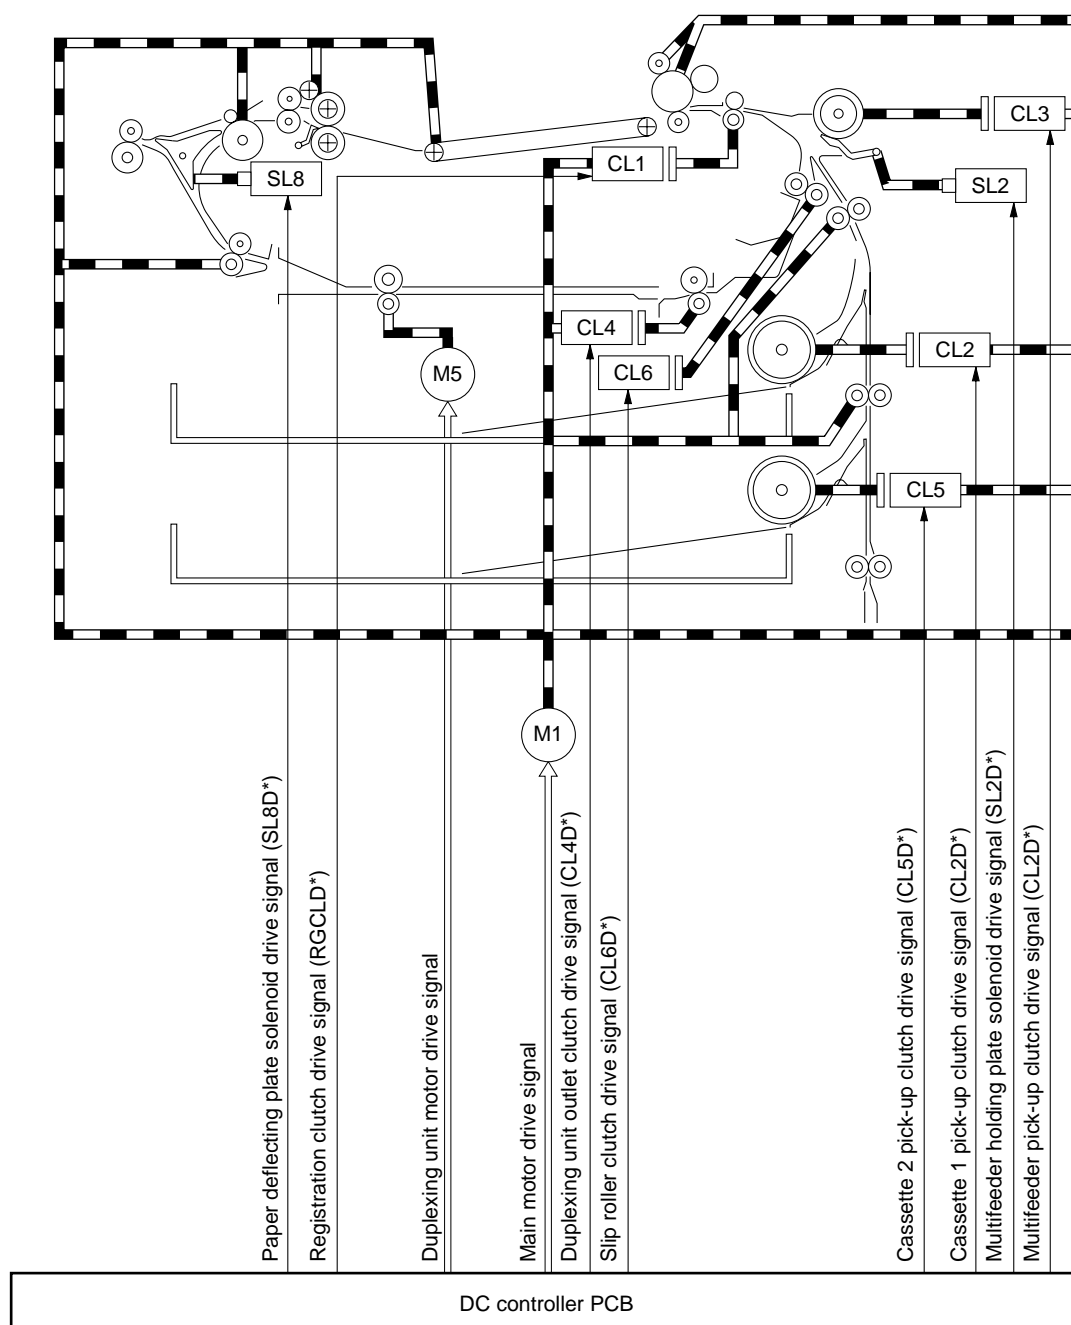 CL3
CL1
SL8
SL2
CL4
CL2
M5
CL6
CL5
M1
Paper deflecting plate solenoid drive signal (SL8D*)
Registration clutch drive signal (RGCLD*)
Duplexing unit motor drive signal
Main motor drive signal
Duplexing unit outlet clutch drive signal (CL4D*)
Slip roller clutch drive signal (CL6D*)
Cassette 2 pick-up clutch drive signal (CL5D*)
Cassette 1 pick-up clutch drive signal (CL2D*)
Multifeeder holding plate solenoid drive signal (SL2D*)
Multifeeder pick-up clutch drive signal (CL2D*)
DC controller PCB